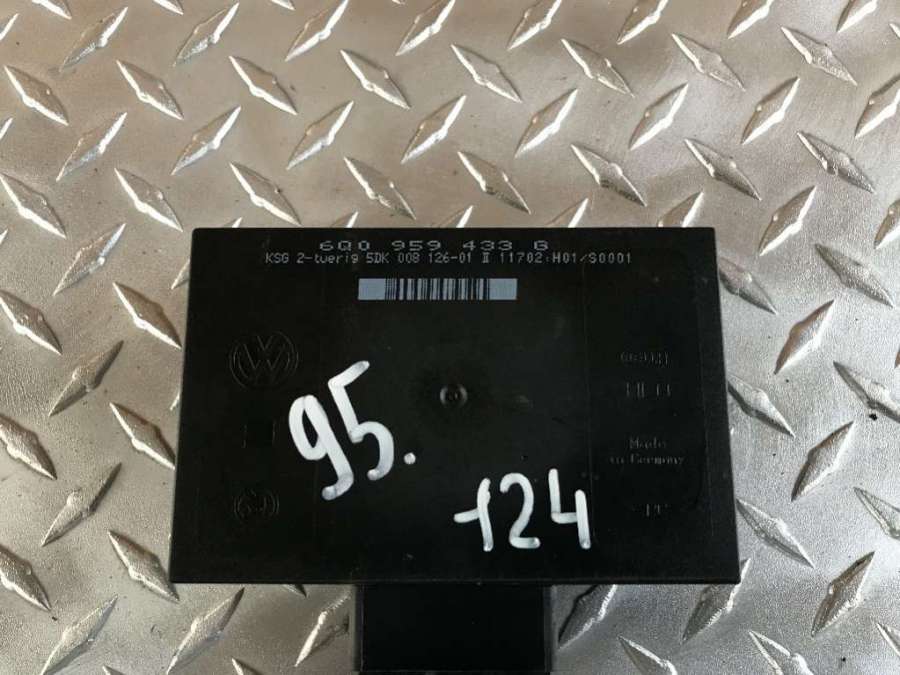 6Q0 959 433 G
KSG 2-tuerig 5DK 008 126-01 II 11702:H01/S0001
VW
95.
124
Made
in Germany